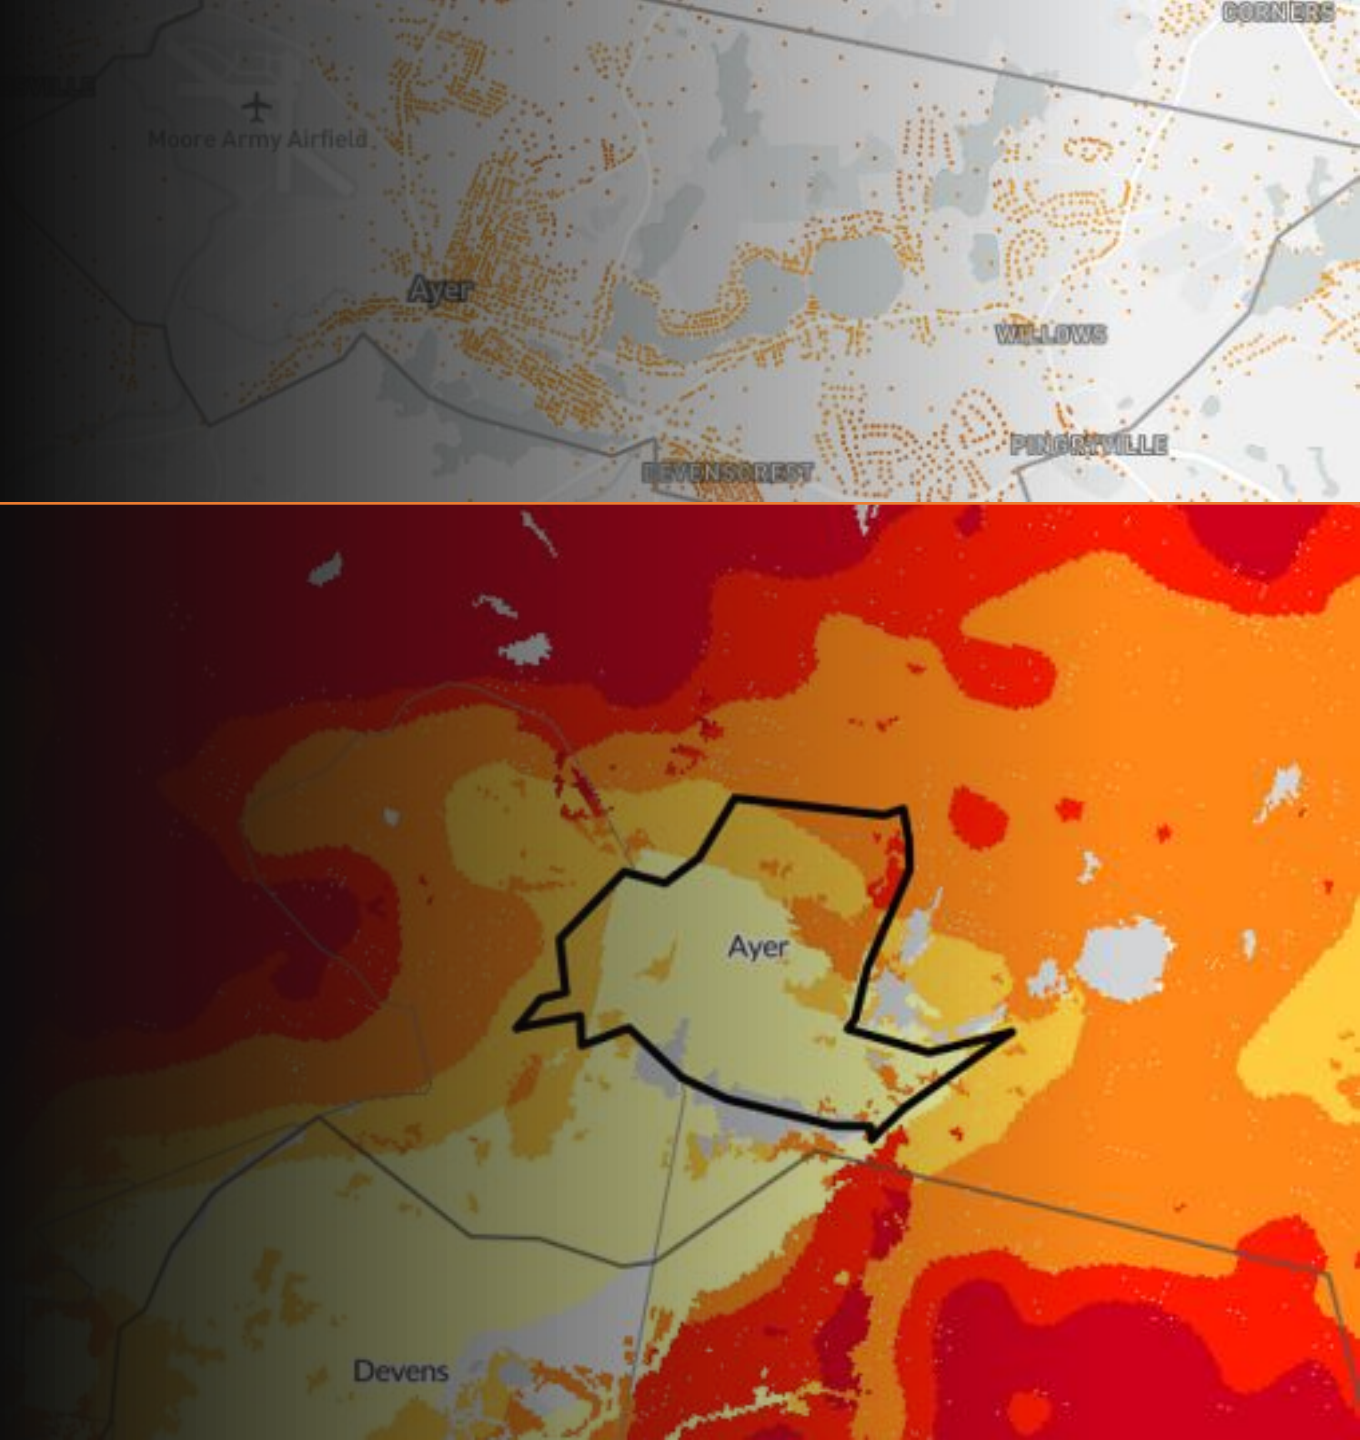 CORNERS
Moore Army Airfield
Ayer
WILLOWS
PINGRYVILLE
DEVENSCREST
Ayer
Devens